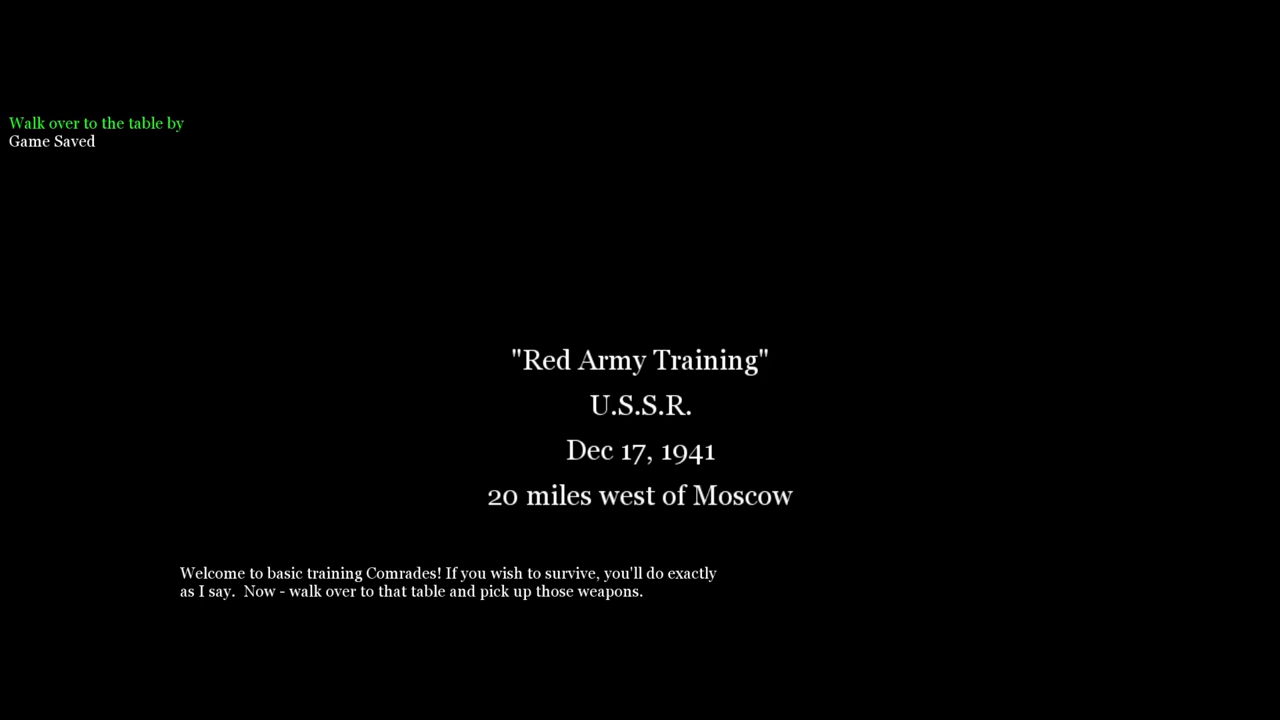 Walk over to the table by
Game Saved
"Red Army Training"
U.S.S.R.
Dec 17, 1941
20 miles west of Moscow
Welcome to basic training Comrades! If you wish to survive, you'll do exactly
as I say.  Now - walk over to that table and pick up those weapons.